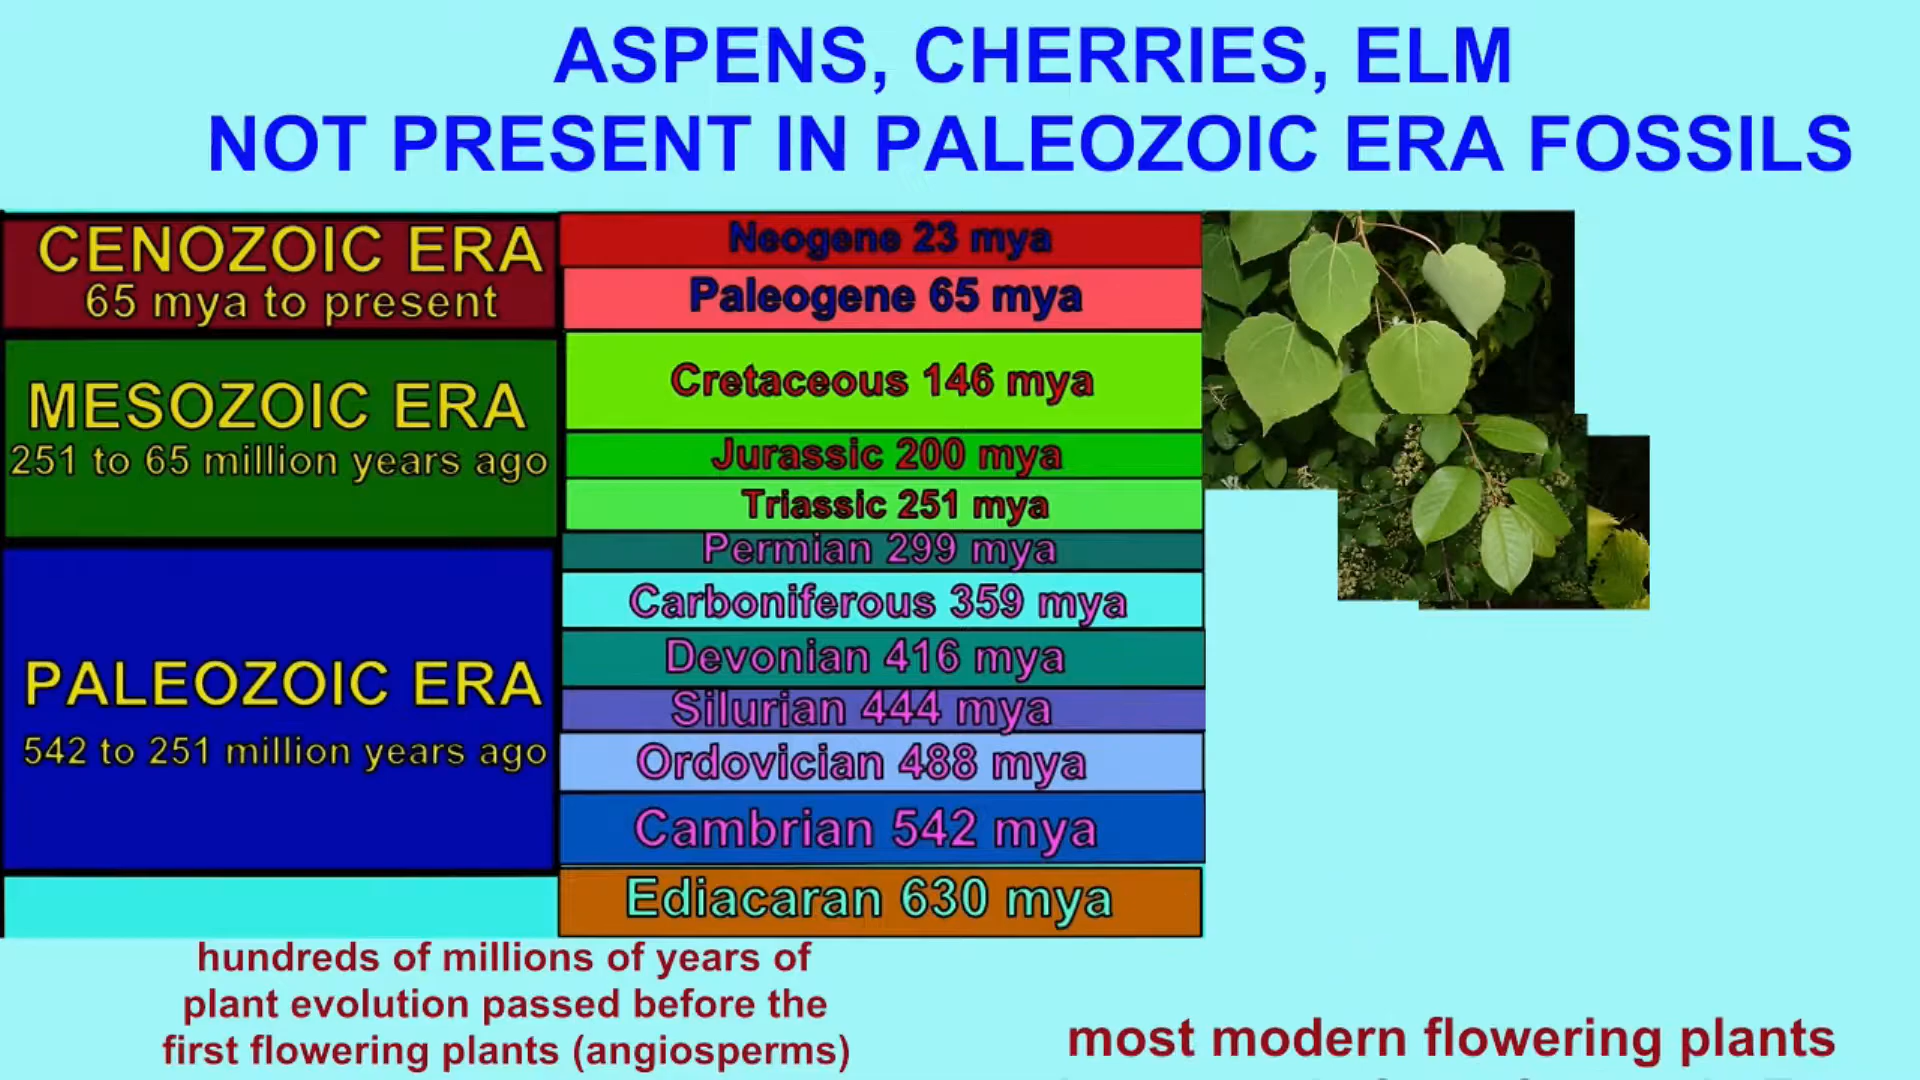 ASPENS, CHERRIES, ELM
NOT PRESENT IN PALEOZOIC ERA FOSSILS
CENOZOIC ERA
65 mya to present
MESOZOIC ERA
251 to 65 million years ago
PALEOZOIC ERA
542 to 251 million years ago
Neogene 23 mya
Paleogene 65 mya
Cretaceous 146 mya
Jurassic 200 mya
Triassic 251 mya
Permian 299 mya
Carboniferous 359 mya
Devonian 416 mya
Silurian 444 mya
Ordovician 488 mya
Cambrian 542 mya
Ediacaran 630 mya
hundreds of millions of years of
plant evolution passed before the
first flowering plants (angiosperms)
most modern flowering plants